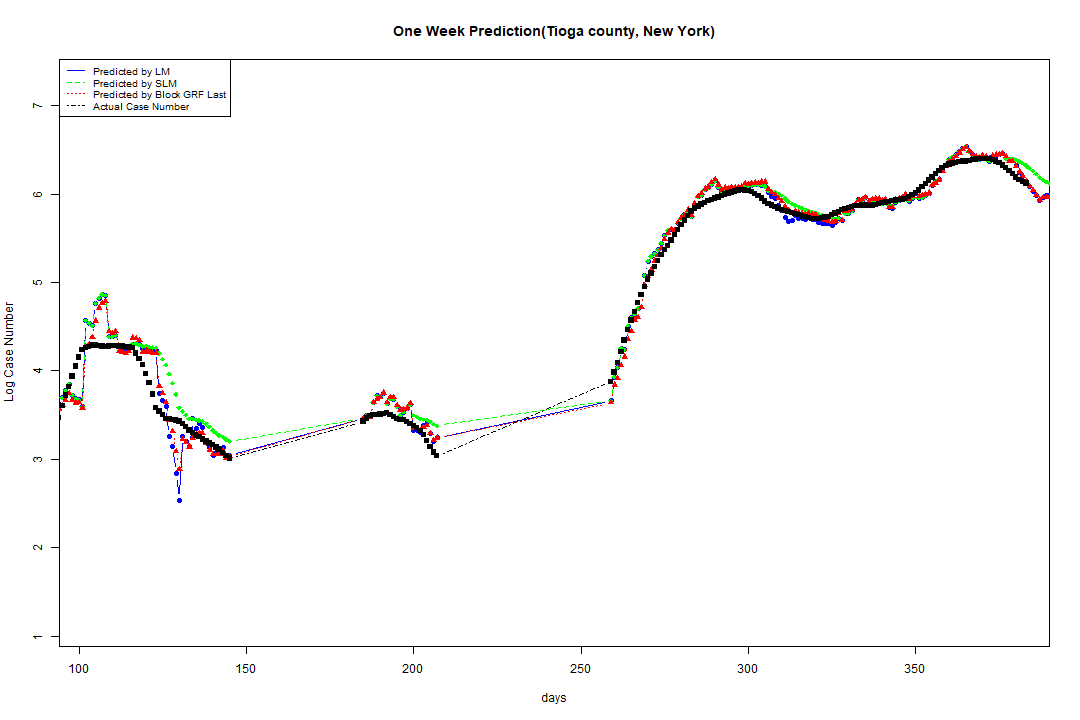 One Week Prediction(Tioga county, New York)
Predicted by LM
Predicted by SLM
Predicted by Block GRF Last
Actual Case Number
7
6
5
4
3
2
1
Log Case Number
100 150 200 250 300 350
days